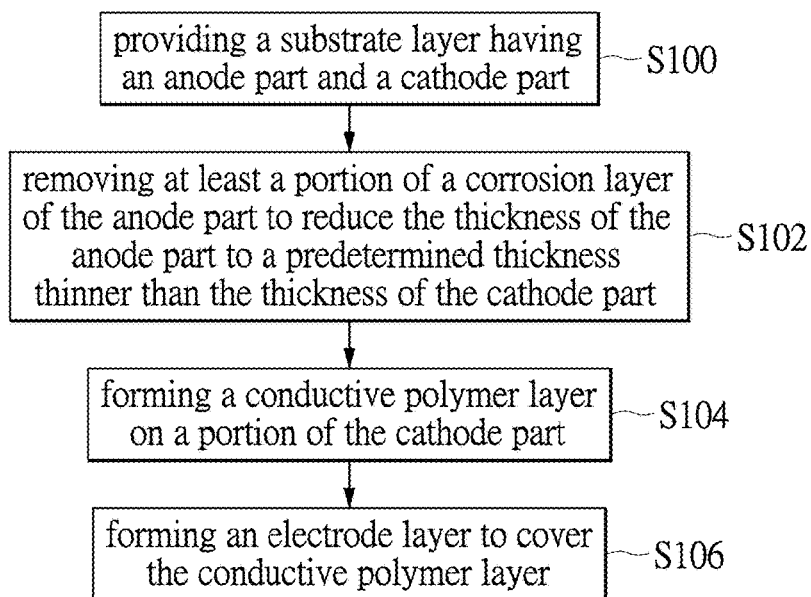 providing a substrate layer having
an anode part and a cathode part
S100
removing at least a portion of a corrosion layer
of the anode part to reduce the thickness of the
anode part to a predetermined thickness
thinner than the thickness of the cathode part
S102
forming a conductive polymer layer
on a portion of the cathode part
S104
forming an electrode layer to cover
the conductive polymer layer
S106